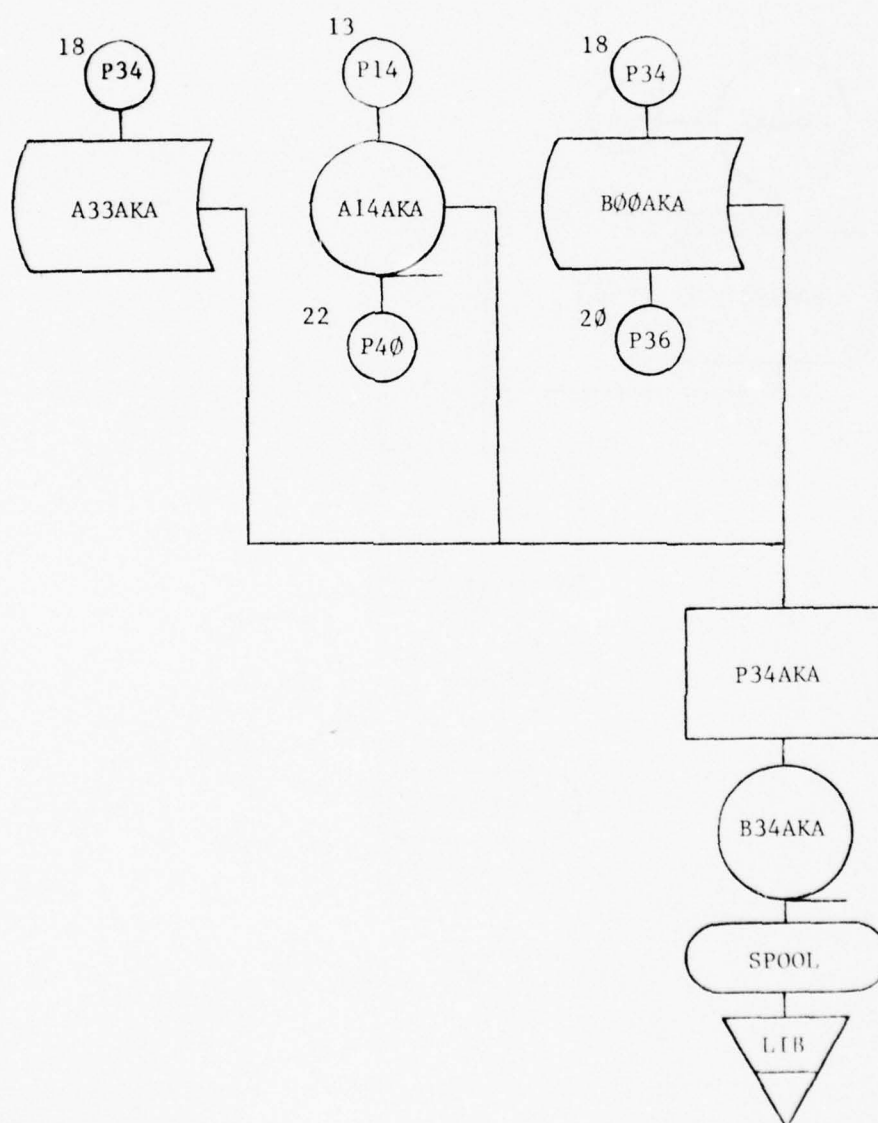 18
P34
13
P14
18
P34
A33AKA
A14AKA
BØØAKA
22
P4Ø
2Ø
P36
P34AKA
B34AKA
SPOOL
LIB